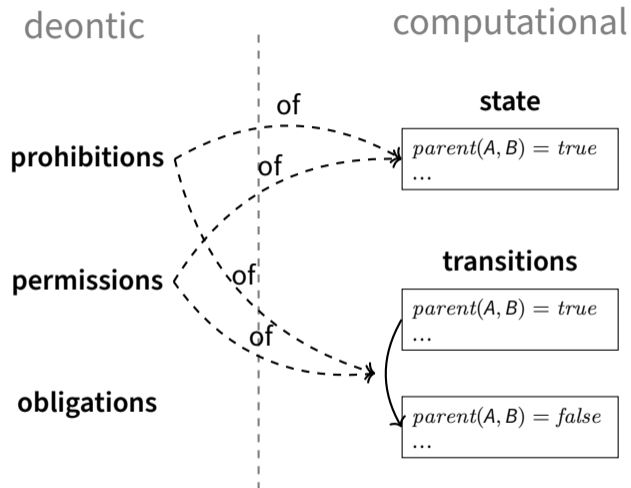 deontic
computational
state
of
prohibitions
parent(A, B) = true
...
of
transitions
permissions
of
parent(A, B) = true
...
of
obligations
parent(A, B) = false
...